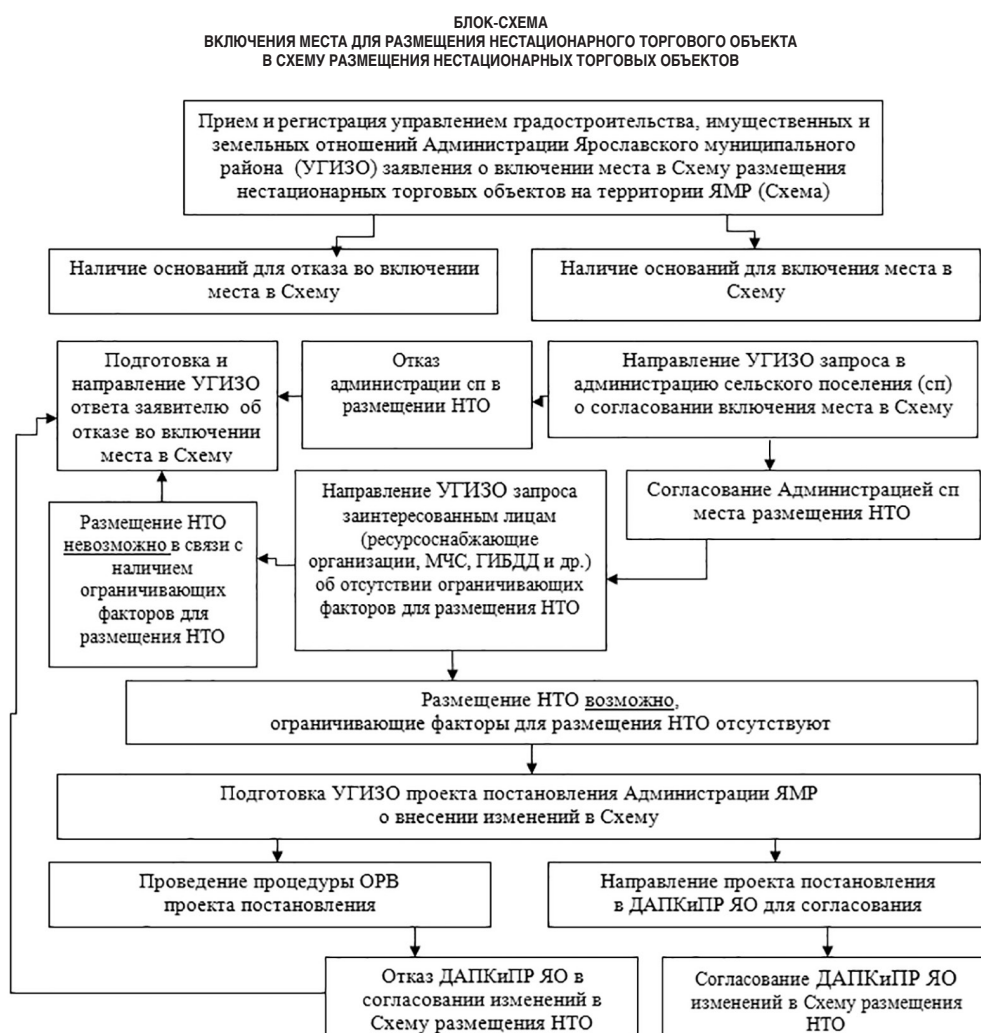 БЛОК-СХЕМА
ВКЛЮЧЕНИЯ МЕСТА ДЛЯ РАЗМЕЩЕНИЯ НЕСТАЦИОНАРНОГО ТОРГОВОГО ОБЪЕКТА
В СХЕМУ РАЗМЕЩЕНИЯ НЕСТАЦИОНАРНЫХ ТОРГОВЫХ ОБЪЕКТОВ
Прием и регистрация управлением градостроительства, имущественных и
земельных отношений Администрации Ярославского муниципального
района (УГИЗО) заявления о включении места в Схему размещения
нестационарных торговых объектов на территории ЯМР (Схема)
Наличие оснований для отказа во включении
места в Схему
Наличие оснований для включения места в
Схему
Подготовка и
направление УГИЗО
ответа заявителю об
отказе во включении
места в Схему
Отказ
администрации сп в
размещении НТО
Направление УГИЗО запроса в
администрацию сельского поселения (сп)
о согласовании включения места в Схему
Размещение НТО
невозможно в связи с
наличием
ограничивающих
факторов для
размещения НТО
Направление УГИЗО запроса
заинтересованным лицам
(ресурсоснабжающие
организации, МЧС, ГИБДД и др.)
об отсутствии ограничивающих
факторов для размещения НТО
Согласование Администрацией сп
места размещения НТО
Размещение НТО возможно,
ограничивающие факторы для размещения НТО отсутствуют
Подготовка УГИЗО проекта постановления Администрации ЯМР
о внесении изменений в Схему
Проведение процедуры ОРВ
проекта постановления
Направление проекта постановления
в ДАПКиПР ЯО для согласования
Отказ ДАПКиПР ЯО в
согласовании изменений в
Схему размещения НТО
Согласование ДАПКиПР ЯО
изменений в Схему размещения
НТО